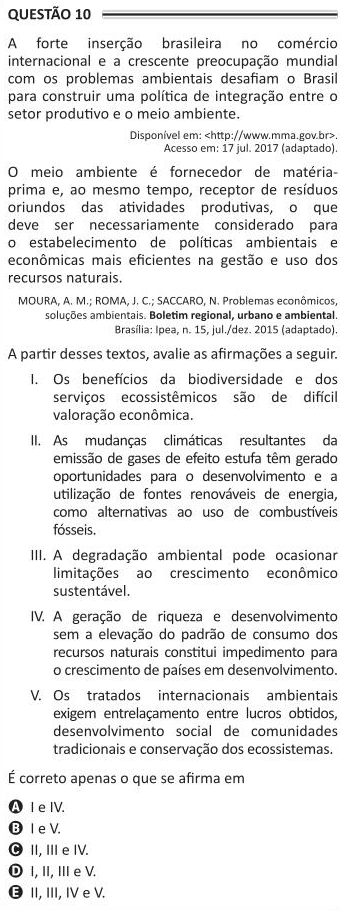 QUESTÃO 10
A forte inserção brasileira no comércio
internacional e a crescente preocupação mundial
com os problemas ambientais desafiam o Brasil
para construir uma política de integração entre o
setor produtivo e o meio ambiente.
Disponível em: <http://www.mma.gov.br>.
Acesso em: 17 jul. 2017 (adaptado).
O meio ambiente é fornecedor de matéria-
prima e, ao mesmo tempo, receptor de resíduos
oriundos das atividades produtivas, o que
deve ser necessariamente considerado para
o estabelecimento de políticas ambientais e
econômicas mais eficientes na gestão e uso dos
recursos naturais.
MOURA, A. M.; ROMA, J. C.; SACCARO, N. Problemas econômicos,
soluções ambientais. Boletim regional, urbano e ambiental.
Brasília: Ipea, n. 15, jul./dez. 2015 (adaptado).
A partir desses textos, avalie as afirmações a seguir.
I. Os benefícios da biodiversidade e dos
serviços ecossistêmicos são de difícil
valoração econômica.
II. As mudanças climáticas resultantes da
emissão de gases de efeito estufa têm gerado
oportunidades para o desenvolvimento e a
utilização de fontes renováveis de energia,
como alternativas ao uso de combustíveis
fósseis.
III. A degradação ambiental pode ocasionar
limitações ao crescimento econômico
sustentável.
IV. A geração de riqueza e desenvolvimento
sem a elevação do padrão de consumo dos
recursos naturais constitui impedimento para
o crescimento de países em desenvolvimento.
V. Os tratados internacionais ambientais
exigem entrelaçamento entre lucros obtidos,
desenvolvimento social de comunidades
tradicionais e conservação dos ecossistemas.
É correto apenas o que se afirma em
A I e IV.
B I e V.
C II, III e IV.
D I, II, III e V.
E II, III, IV e V.